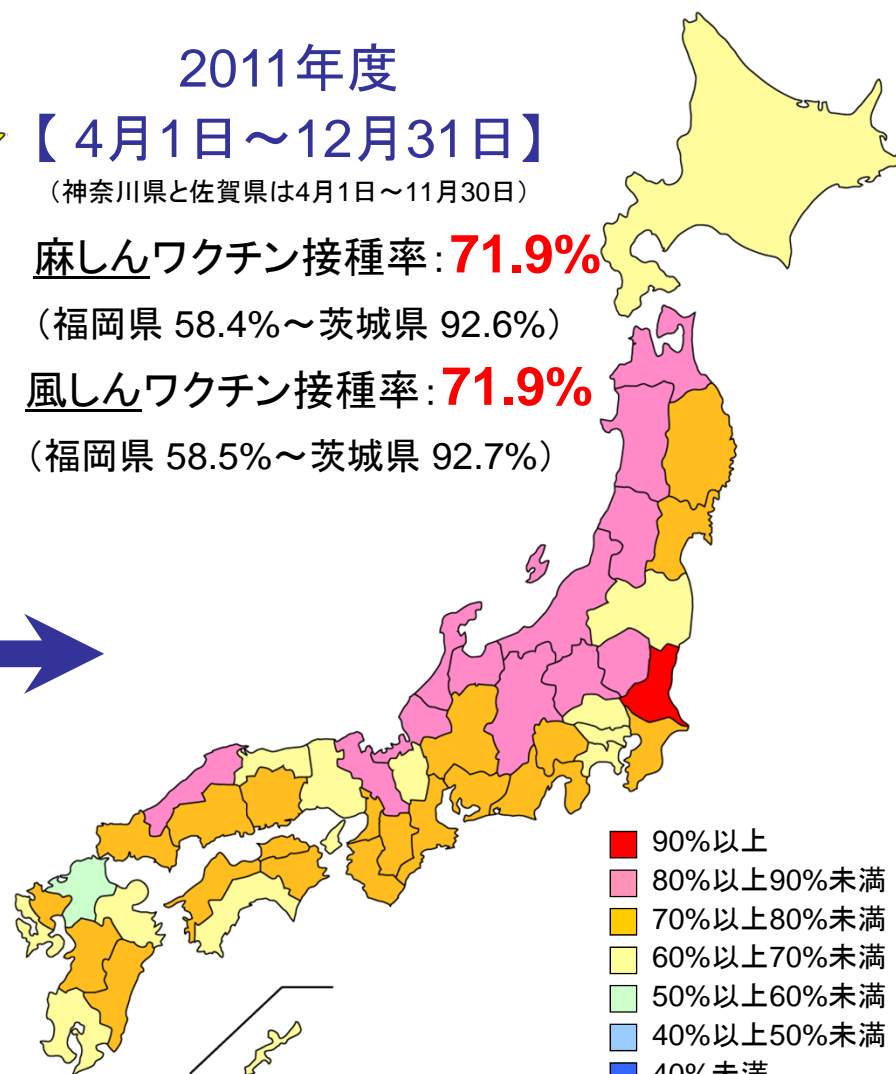 2011年度
【 4月1日～12月31日】
（神奈川県と佐賀県は4月1日～11月30日）
麻しんワクチン接種率：71.9%
（福岡県 58.4%～茨城県 92.6%）
風しんワクチン接種率：71.9%
（福岡県 58.5%～茨城県 92.7%）
90%以上
80%以上90%未満
70%以上80%未満
60%以上70%未満
50%以上60%未満
40%以上50%未満
40%未満